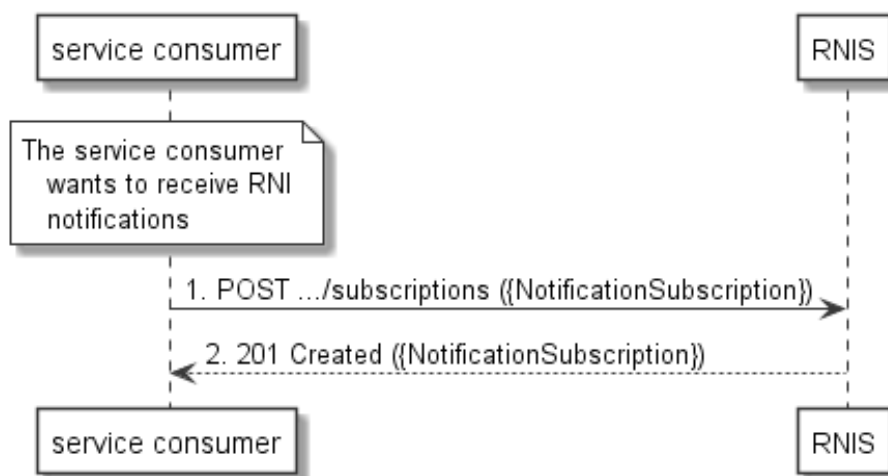 service consumer
RNIS
The service consumer
wants to receive RNI
notifications
1. POST .../subscriptions ({NotificationSubscription})
2. 201 Created ({NotificationSubscription})
service consumer
RNIS